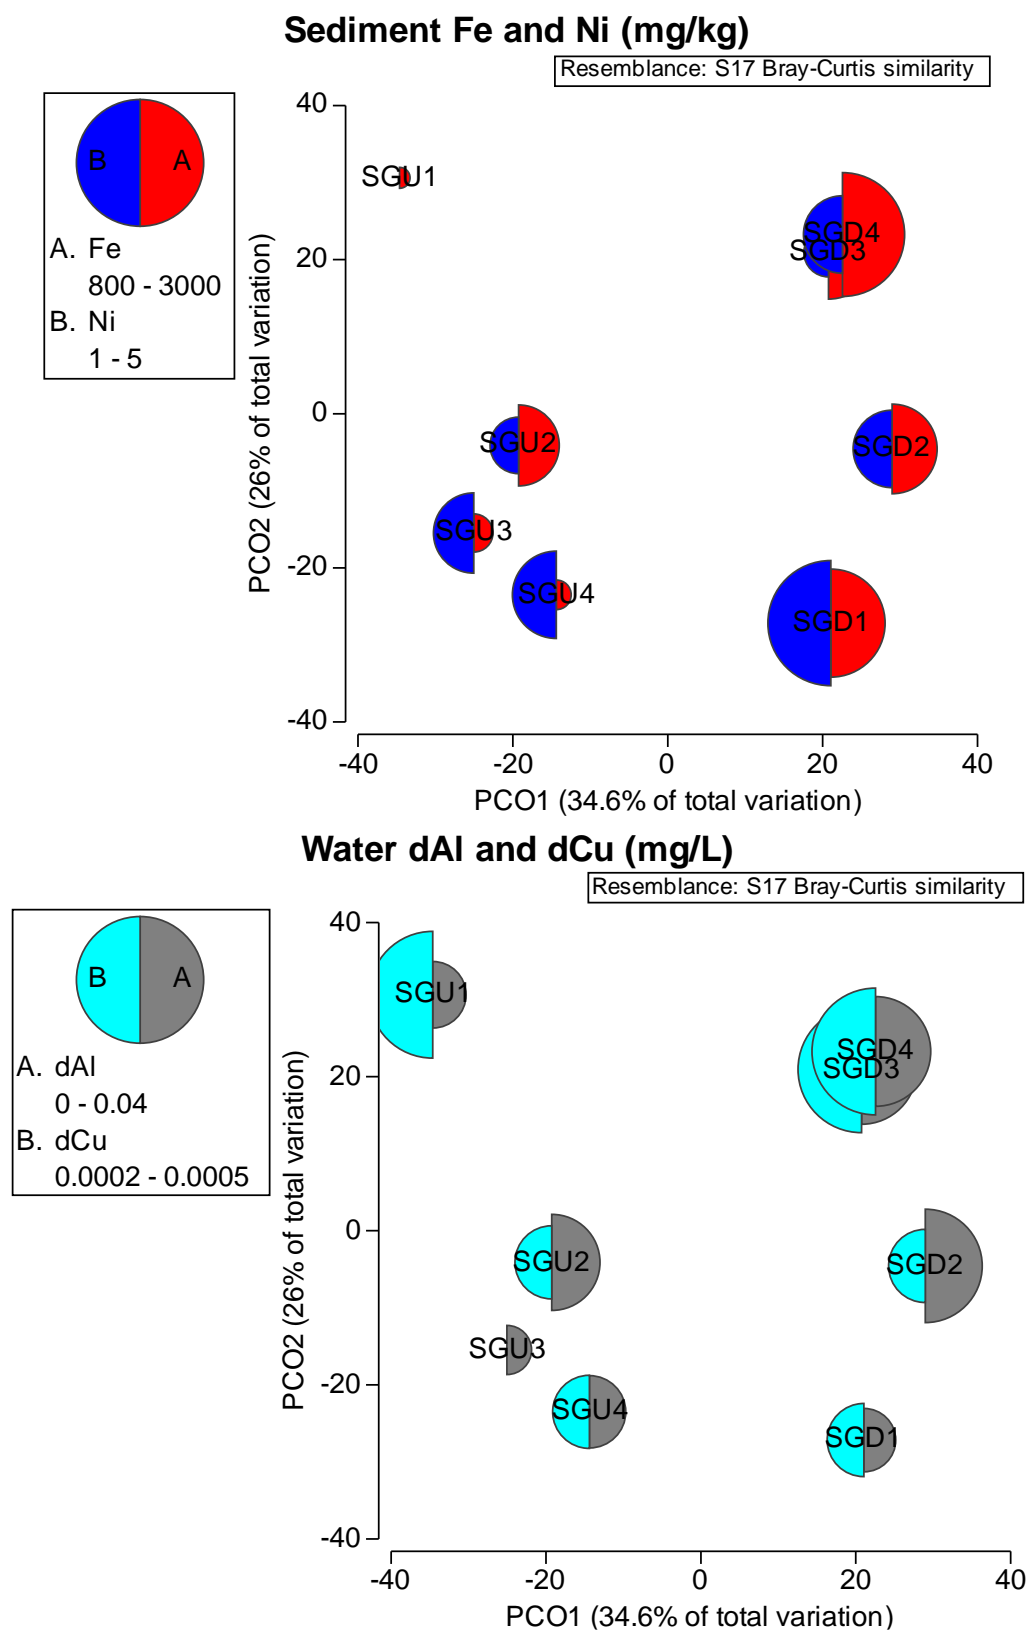 Sediment Fe and Ni (mg/kg)
Resemblance: S17 Bray-Curtis similarity
B A
A. Fe
800 - 3000
B. Ni
1 - 5
PCO2 (26% of total variation)
40
20
0
-20
-40
SGU1
SGD4
SGD3
SGU2
SGD2
SGU3
SGU4
SGD1
-40 -20 0 20 40
PCO1 (34.6% of total variation)
Water dAl and dCu (mg/L)
Resemblance: S17 Bray-Curtis similarity
B A
A. dAl
0 - 0.04
B. dCu
0.0002 - 0.0005
PCO2 (26% of total variation)
40
20
0
-20
-40
SGU1
SGD4
SGD3
SGU2
SGD2
SGU3
SGU4
SGD1
-40 -20 0 20 40
PCO1 (34.6% of total variation)